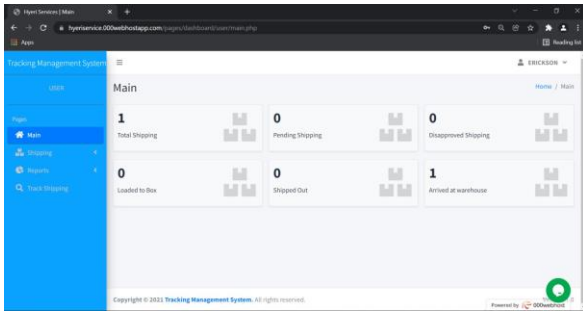 Hyeri Services | Main
hyeriservice.000webhostapp.com/pages/dashboard/user/main.php
Apps
Reading list
Tracking Management System
ERICKSON
USER
Main
Home / Main
Pages
Main
Shipping
Reports
Track Shipping
1
Total Shipping
0
Pending Shipping
0
Disapproved Shipping
0
Loaded to Box
0
Shipped Out
1
Arrived at warehouse
Copyright © 2021 Tracking Management System. All rights reserved.
Powered by 000webhost